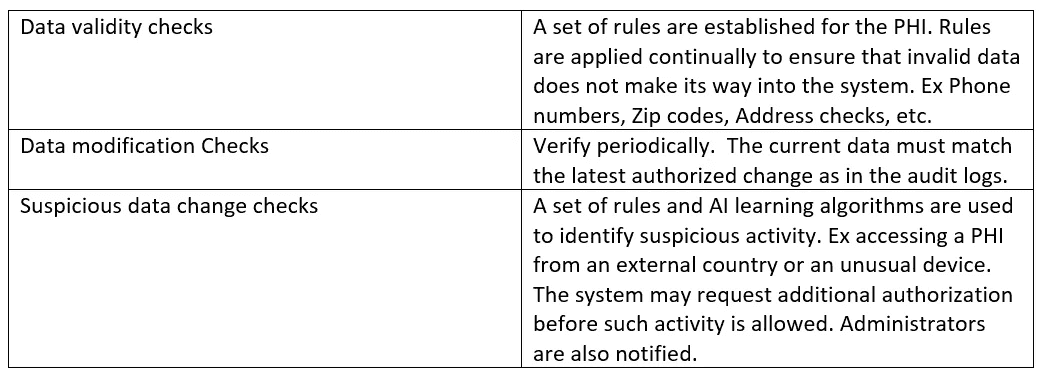 Data validity checks
A set of rules are established for the PHI. Rules
are applied continually to ensure that invalid data
does not make its way into the system. Ex Phone
numbers, Zip codes, Address checks, etc.
Data modification Checks
Verify periodically.  The current data must match
the latest authorized change as in the audit logs.
Suspicious data change checks
A set of rules and AI learning algorithms are used
to identify suspicious activity. Ex accessing a PHI
from an external country or an unusual device.
The system may request additional authorization
before such activity is allowed. Administrators
are also notified.